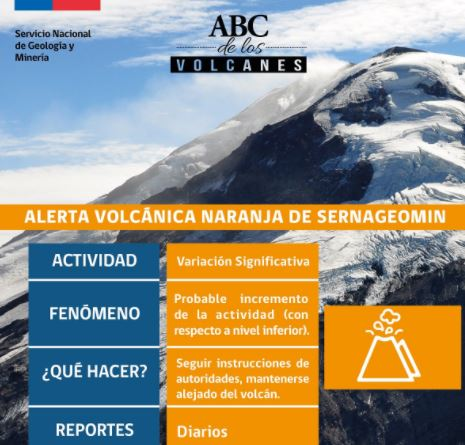 Servicio Nacional
de Geología y
Minería
ABC
de los
VOLCANES
ALERTA VOLCÁNICA NARANJA DE SERNAGEOMIN
ACTIVIDAD
Variación Significativa
FENÓMENO
Probable incremento
de la actividad (con
respecto a nivel inferior).
¿QUÉ HACER?
Seguir instrucciones de
autoridades, mantenerse
alejado del volcán.
REPORTES
Diarios